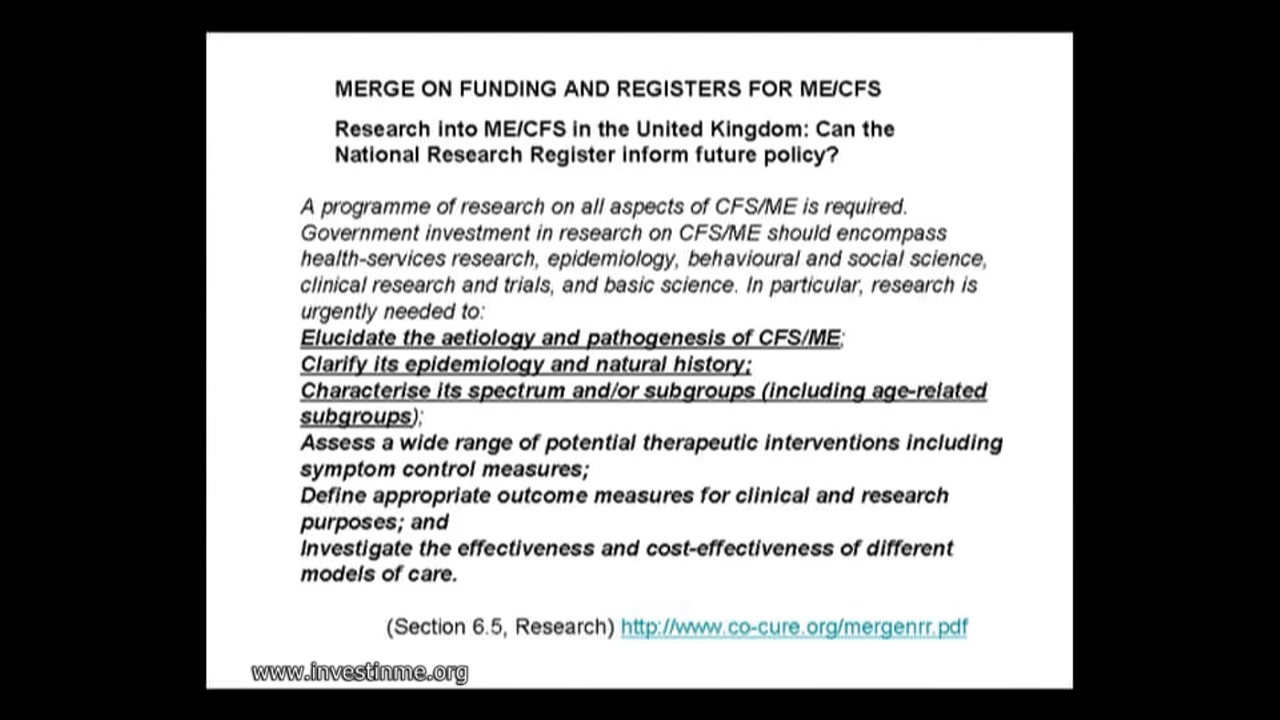 MERGE ON FUNDING AND REGISTERS FOR ME/CFS
Research into ME/CFS in the United Kingdom: Can the
National Research Register inform future policy?
A programme of research on all aspects of CFS/ME is required.
Government investment in research on CFS/ME should encompass
health-services research, epidemiology, behavioural and social science,
clinical research and trials, and basic science. In particular, research is
urgently needed to:
Elucidate the aetiology and pathogenesis of CFS/ME;
Clarify its epidemiology and natural history;
Characterise its spectrum and/or subgroups (including age-related
subgroups);
Assess a wide range of potential therapeutic interventions including
symptom control measures;
Define appropriate outcome measures for clinical and research
purposes; and
Investigate the effectiveness and cost-effectiveness of different
models of care.
(Section 6.5, Research) http://www.co-cure.org/mergenrr.pdf
www.investinme.org